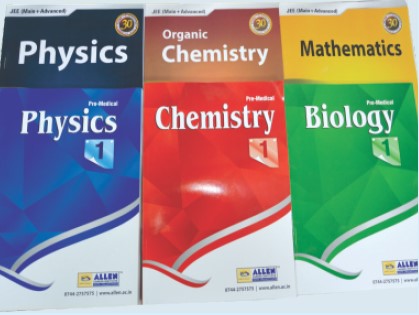 JEE (Main + Advanced)
Physics
JEE (Main + Advanced)
Organic
Chemistry
JEE (Main + Advanced)
Mathematics
Pre-Medical
Physics
1
ALLEN
0744-2757575 | www.allen.ac.in
Pre-Medical
Chemistry
1
ALLEN
0744-2757575 | www.allen.ac.in
Pre-Medical
Biology
1
ALLEN
0744-2757575 | www.allen.ac.in